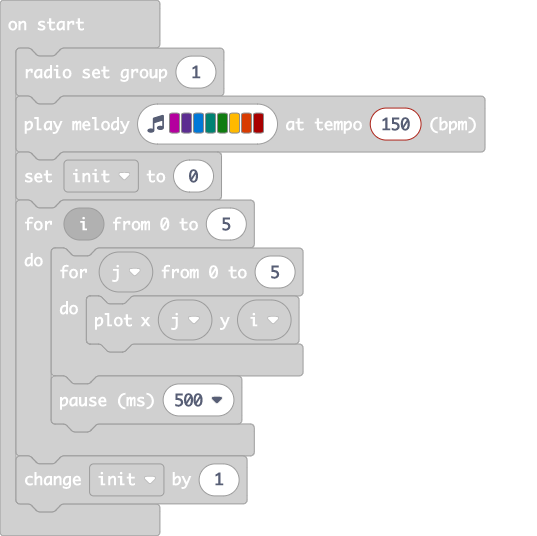 on start
radio set group 1
play melody at tempo 150 (bpm)
set init to 0
for i from 0 to 5
do
for j from 0 to 5
do
plot x j y i
pause (ms) 500
change init by 1